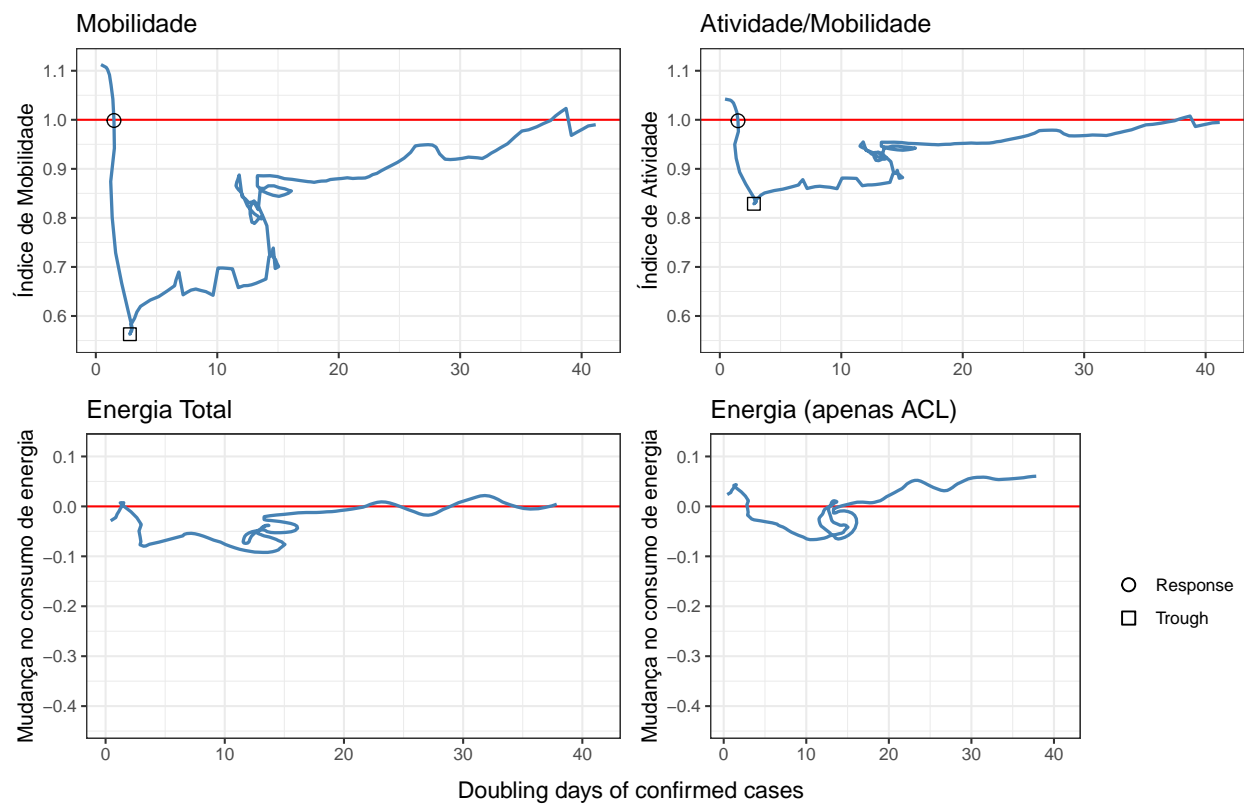 Mobilidade
Atividade/Mobilidade
Índice de Mobilidade
1.1
1.0
0.9
0.8
0.7
0.6
0 10 20 30 40
Índice de Atividade
1.1
1.0
0.9
0.8
0.7
0.6
0 10 20 30 40
Energia Total
Energia (apenas ACL)
Mudança no consumo de energia
0.1
0.0
−0.1
−0.2
−0.3
−0.4
0 10 20 30 40
Mudança no consumo de energia
0.1
0.0
−0.1
−0.2
−0.3
−0.4
0 10 20 30 40
Response
Trough
Doubling days of confirmed cases